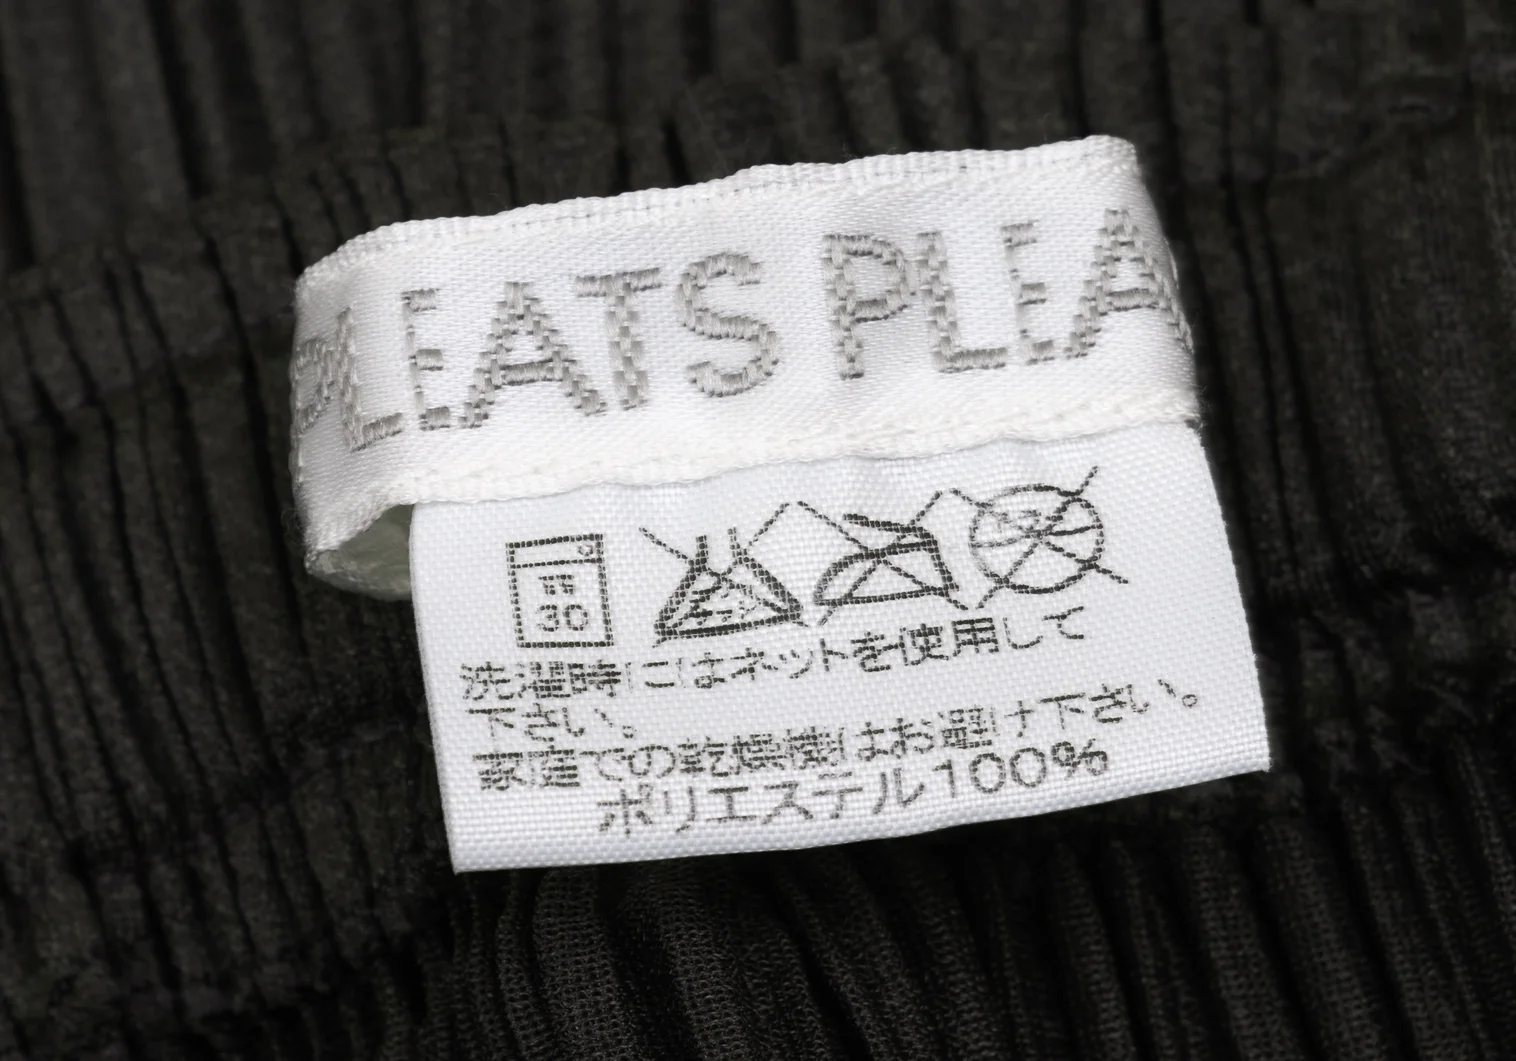 PLEATS PLEA
30
洗濯時にはネットを使用して
下さい。
家庭での乾燥機はお避け下さい。
ポリエステル100%